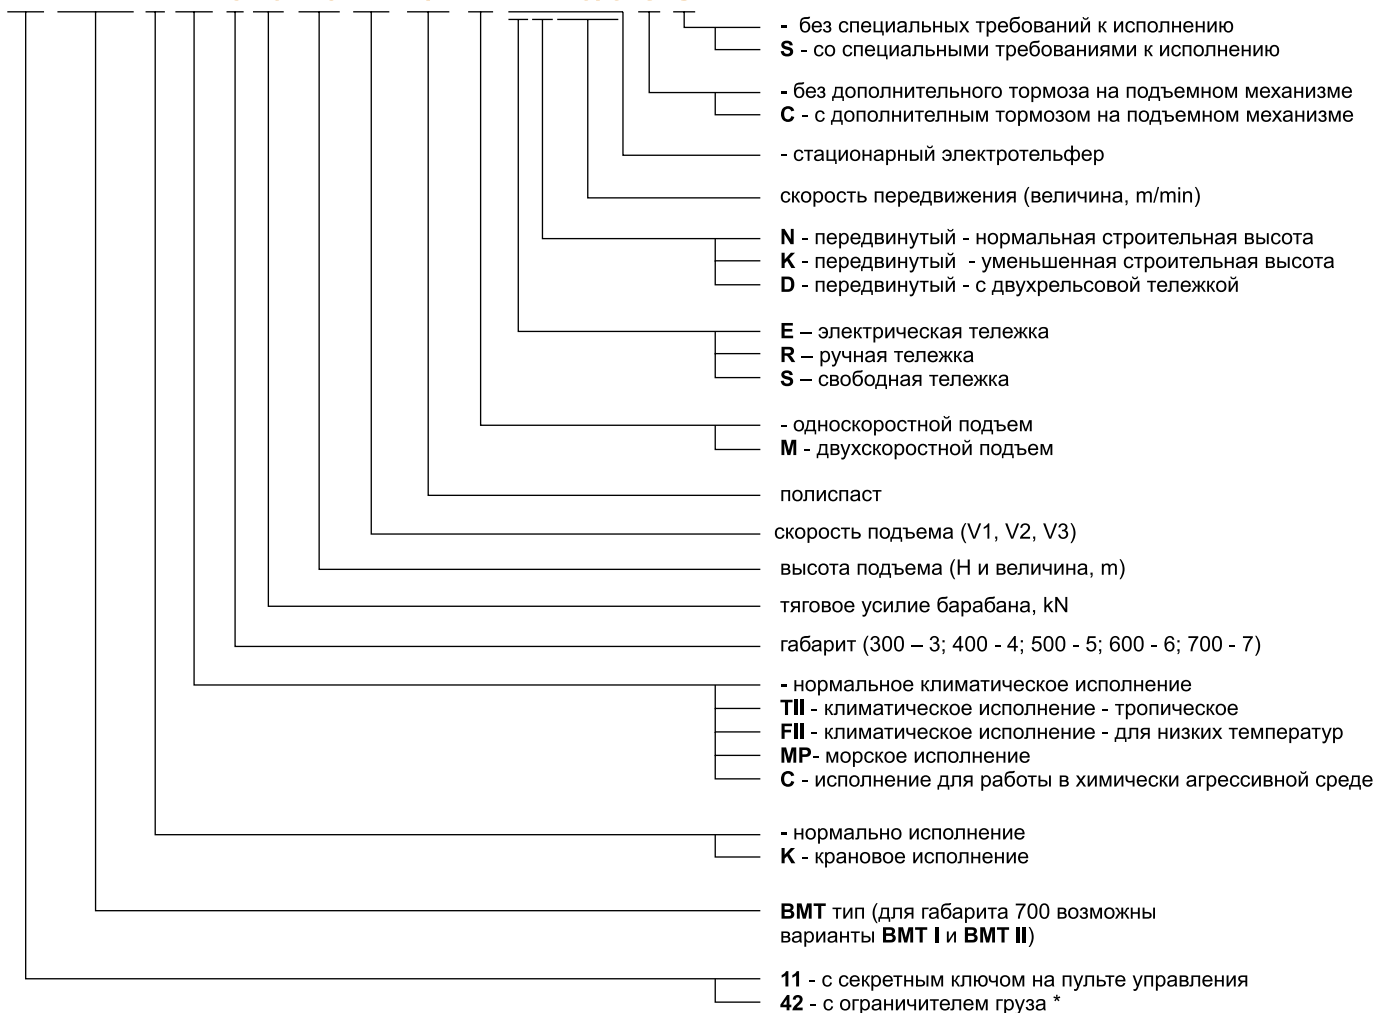 - без специальных требований к исполнению
S - со специальными требованиями к исполнению
- без дополнительного тормоза на подъемном механизме
C - с дополнителным тормозом на подъемном механизме
- стационарный электротельфер
скорость передвижения (величина, m/min)
N - передвинутый - нормальная строительная высота
K - передвинутый - уменьшенная строительная высота
D - передвинутый - с двухрельсовой тележкой
E – электрическая тележка
R – ручная тележка
S – свободная тележка
- односкоростной подъем
M - двухскоростной подъем
полиспаст
скорость подъема (V1, V2, V3)
высота подъема (H и величина, m)
тяговое усилие барабана, kN
габарит (300 – 3; 400 - 4; 500 - 5; 600 - 6; 700 - 7)
- нормальное климатическое исполнение
TII - климатическое исполнение - тропическое
FII - климатическое исполнение - для низких температур
MP- морское исполнение
C - исполнение для работы в химически агрессивной среде
- нормально исполнение
K - крановое исполнение
BMT тип (для габарита 700 возможны
варианты BMT I и BMT II)
11 - с секретным ключом на пульте управления
42 - с ограничителем груза *